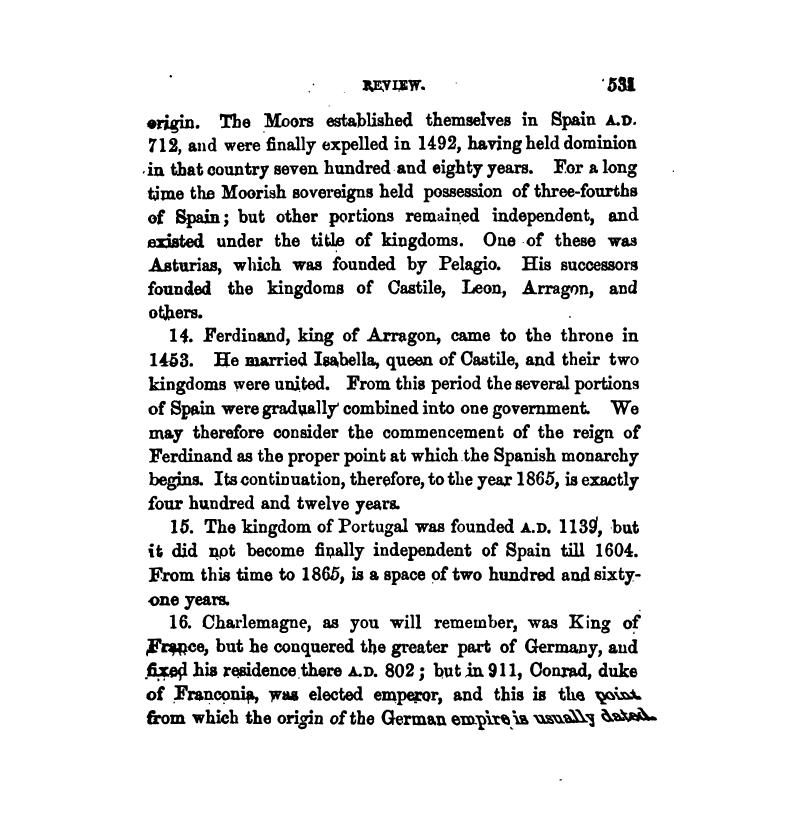 REVIEW. 531
origin. The Moors established themselves in Spain A.D.
712, and were finally expelled in 1492, having held dominion
in that country seven hundred and eighty years. For a long
time the Moorish sovereigns held possession of three-fourths
of Spain; but other portions remained independent, and
existed under the title of kingdoms. One of these was
Asturias, which was founded by Pelagio. His successors
founded the kingdoms of Castile, Leon, Arragon, and
others.
14. Ferdinand, king of Arragon, came to the throne in
1453. He married Isabella, queen of Castile, and their two
kingdoms were united. From this period the several portions
of Spain were gradually combined into one government. We
may therefore consider the commencement of the reign of
Ferdinand as the proper point at which the Spanish monarchy
begins. Its continuation, therefore, to the year 1865, is exactly
four hundred and twelve years.
15. The kingdom of Portugal was founded A.D. 1139, but
it did not become finally independent of Spain till 1604.
From this time to 1865, is a space of two hundred and sixty-
one years.
16. Charlemagne, as you will remember, was King of
France, but he conquered the greater part of Germany, and
fixed his residence there A.D. 802; but in 911, Conrad, duke
of Franconia, was elected emperor, and this is the point
from which the origin of the German empire is usually dated.